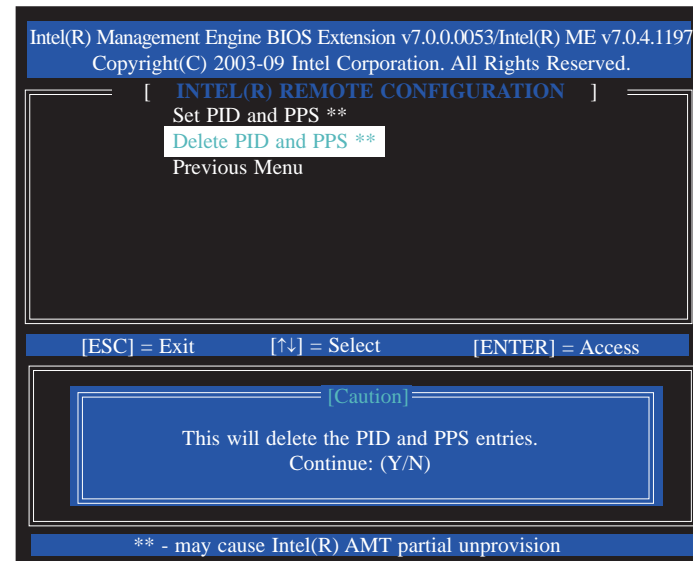 Intel(R) Management Engine BIOS Extension v7.0.0.0053/Intel(R) ME v7.0.4.1197
Copyright(C) 2003-09 Intel Corporation. All Rights Reserved.
[ INTEL(R) REMOTE CONFIGURATION ]
Set PID and PPS **
Delete PID and PPS **
Previous Menu
[ESC] = Exit [↑↓] = Select [ENTER] = Access
[Caution]
This will delete the PID and PPS entries.
Continue: (Y/N)
** - may cause Intel(R) AMT partial unprovision